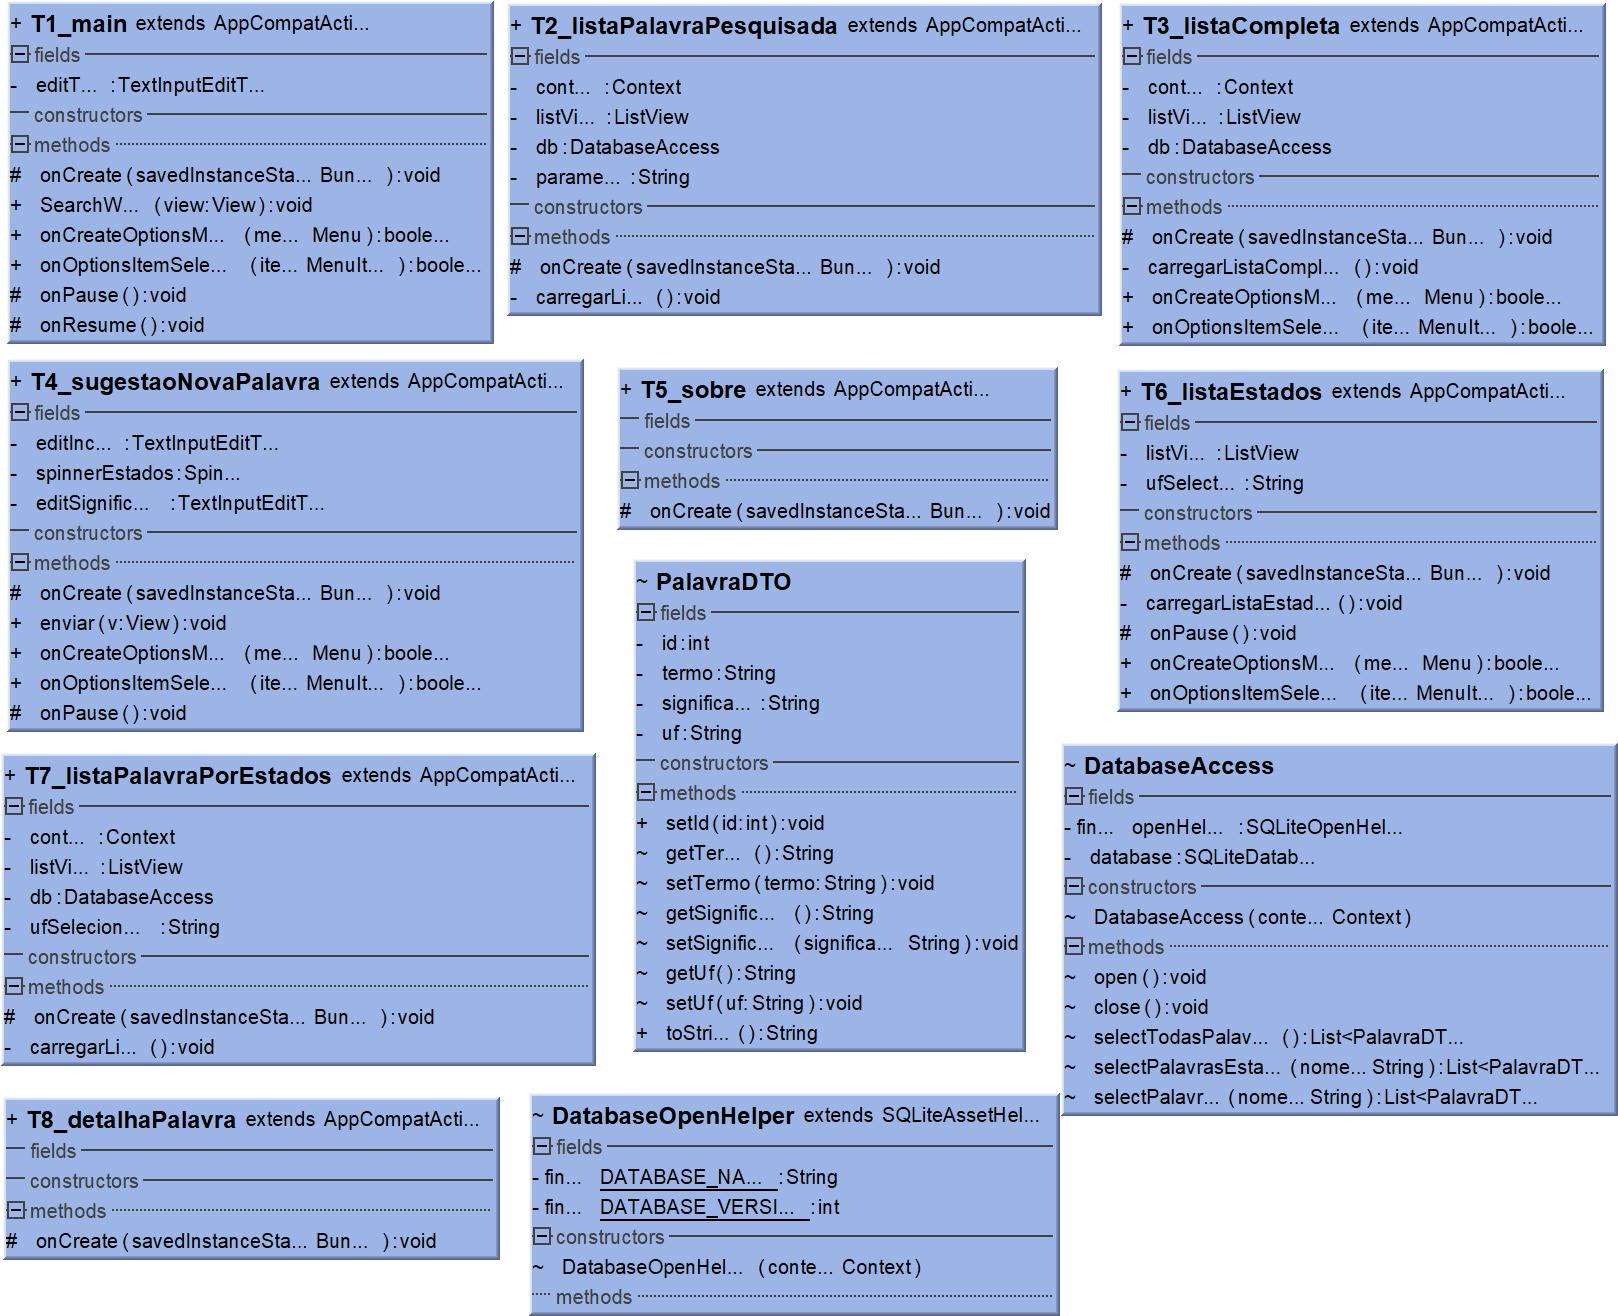 + T1_main extends AppCompatActi...
fields
- editT... :TextInputEditT...
constructors
methods
# onCreate(savedInstanceSta... Bun... ):void
+ SearchW... (view:View):void
+ onCreateOptionsM... (me... Menu):boole...
+ onOptionsItemSele... (ite... MenuIt... ):boole...
# onPause():void
# onResume():void
+ T2_listaPalavraPesquisada extends AppCompatActi...
fields
- cont... :Context
- listVi... :ListView
- db:DatabaseAccess
- parame... :String
constructors
methods
# onCreate(savedInstanceSta... Bun... ):void
- carregarLi... ():void
+ T3_listaCompleta extends AppCompatActi...
fields
- cont... :Context
- listVi... :ListView
- db:DatabaseAccess
constructors
methods
# onCreate(savedInstanceSta... Bun... ):void
- carregarListaCompl... ():void
+ onCreateOptionsM... (me... Menu):boole...
+ onOptionsItemSele... (ite... MenuIt... ):boole...
+ T4_sugestaoNovaPalavra extends AppCompatActi...
fields
- editInc... :TextInputEditT...
- spinnerEstados:Spin...
- editSignific... :TextInputEditT...
constructors
methods
# onCreate(savedInstanceSta... Bun... ):void
+ enviar(v:View):void
+ onCreateOptionsM... (me... Menu):boole...
+ onOptionsItemSele... (ite... MenuIt... ):boole...
# onPause():void
+ T5_sobre extends AppCompatActi...
fields
constructors
methods
# onCreate(savedInstanceSta... Bun... ):void
+ T6_listaEstados extends AppCompatActi...
fields
- listVi... :ListView
- ufSelect... :String
constructors
methods
# onCreate(savedInstanceSta... Bun... ):void
- carregarListaEstad... ():void
# onPause():void
+ onCreateOptionsM... (me... Menu):boole...
+ onOptionsItemSele... (ite... MenuIt... ):boole...
~ PalavraDTO
fields
- id:int
- termo:String
- significa... :String
- uf:String
constructors
methods
+ setId(id:int):void
~ getTer... ():String
~ setTermo(termo:String):void
~ getSignific... ():String
~ setSignific... (significa... String):void
~ getUf():String
~ setUf(uf:String):void
+ toStri... ():String
+ T7_listaPalavraPorEstados extends AppCompatActi...
fields
- cont... :Context
- listVi... :ListView
- db:DatabaseAccess
- ufSelecion... :String
constructors
methods
# onCreate(savedInstanceSta... Bun... ):void
- carregarLi... ():void
~ DatabaseAccess
fields
- fin... openHel... :SQLiteOpenHel...
- database:SQLiteDatab...
constructors
~ DatabaseAccess(conte... Context)
methods
~ open():void
~ close():void
~ selectTodasPalav... ():List<PalavraDT...
~ selectPalavrasEsta... (nome... String):List<PalavraDT...
~ selectPalavr... (nome... String):List<PalavraDT...
+ T8_detalhaPalavra extends AppCompatActi...
fields
constructors
methods
# onCreate(savedInstanceSta... Bun... ):void
~ DatabaseOpenHelper extends SQLiteAssetHel...
fields
- fin... DATABASE_NA... :String
- fin... DATABASE_VERSI... :int
constructors
~ DatabaseOpenHel... (conte... Context)
methods